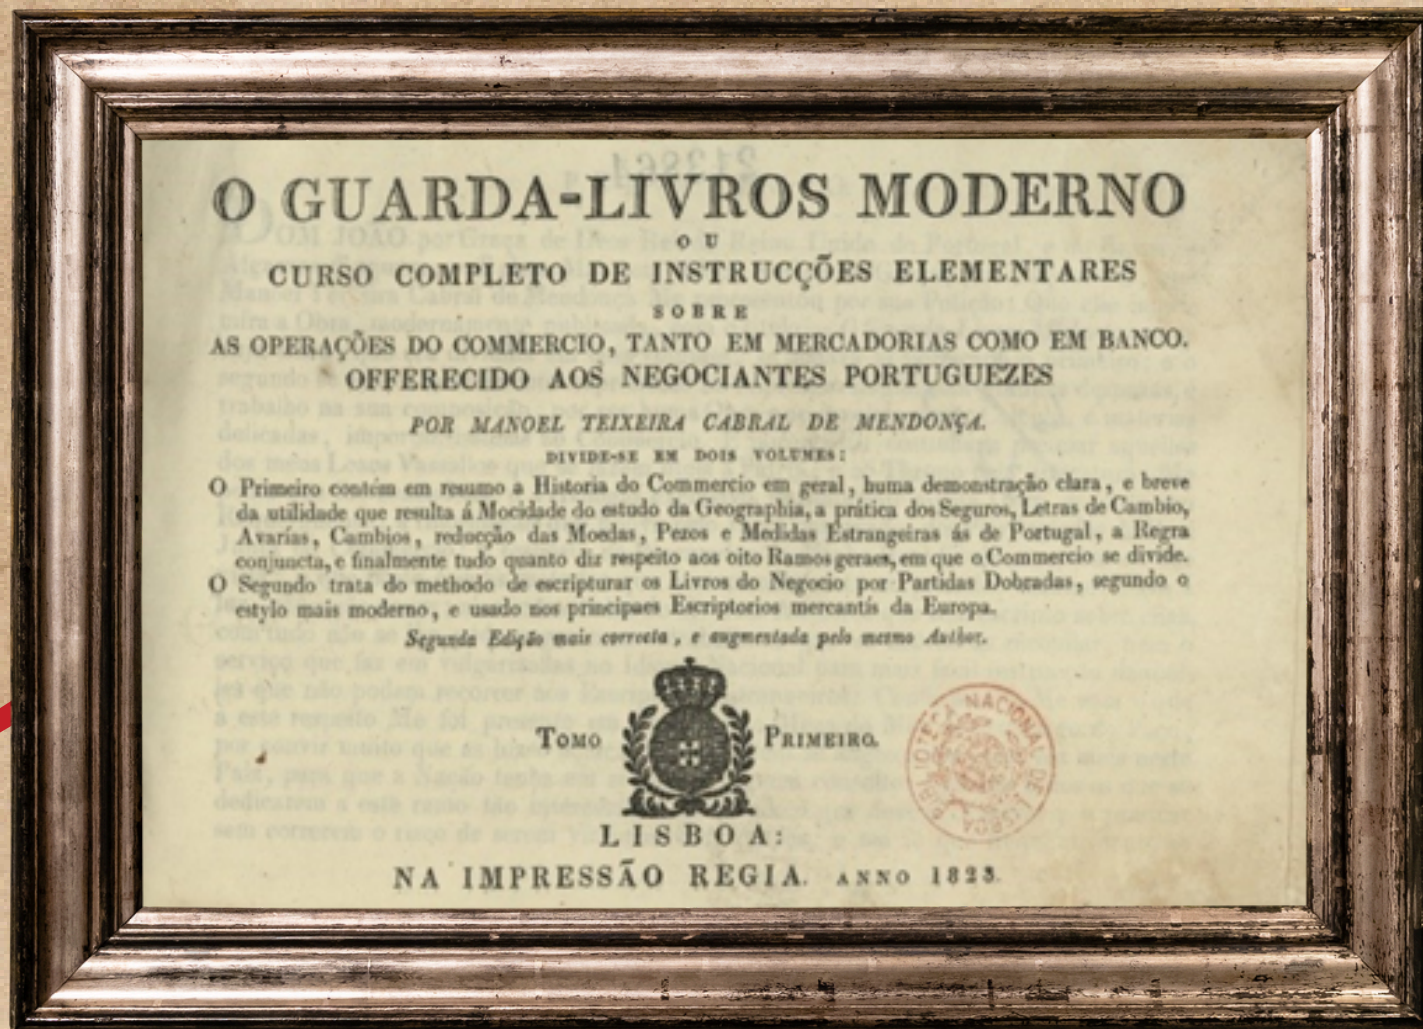 O GUARDA-LIVROS MODERNO
OU
CURSO COMPLETO DE INSTRUCÇÕES ELEMENTARES
SOBRE
AS OPERAÇÕES DO COMMERCIO, TANTO EM MERCADORIAS COMO EM BANCO.
OFFERECIDO AOS NEGOCIANTES PORTUGUEZES
POR MANOEL TEIXEIRA CABRAL DE MENDONÇA.
DIVIDE-SE EM DOIS VOLUMES:
O Primeiro contém em resumo a Historia do Commercio em geral, huma demonstração clara, e breve
da utilidade que resulta á Mocidade do estudo da Geographia, a prática dos Seguros, Letras de Cambio,
Avarías, Cambios, reducção das Moedas, Pezos e Medidas Estrangeiras ás de Portugal, a Regra
conjuncta, e finalmente tudo quanto diz respeito aos oito Ramos geraes, em que o Commercio se divide.
O Segundo trata do methodo de escripturar os Livros do Negocio por Partidas Dobradas, segundo o
estylo mais moderno, e usado nos principaes Escriptorios mercantís da Europa.
Segunda Edição mais correcta, e augmentada pelo mesmo Author.
TOMO PRIMEIRO.
BIBLIOTECA NACIONAL DE LISBOA
LISBOA:
NA IMPRESSÃO REGIA. ANNO 1823.